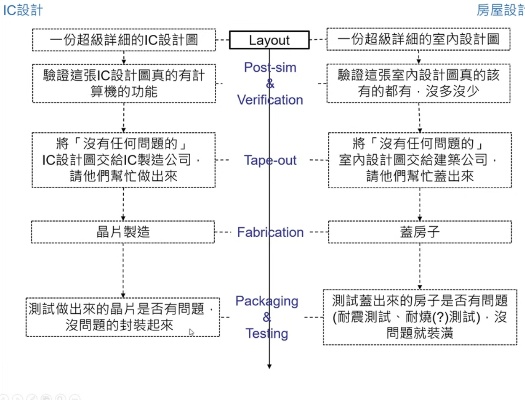 IC設計
房屋設計
一份超級詳細的IC設計圖
Layout
一份超級詳細的室內設計圖
驗證這張IC設計圖真的有計
算機的功能
Post-sim
&
Verification
驗證這張室內設計圖真的該
有的都有，沒多沒少
將「沒有任何問題的」
IC設計圖交給IC製造公司，
請他們幫忙做出來
Tape-out
將「沒有任何問題的」
室內設計圖交給建築公司，
請他們幫忙蓋出來
晶片製造
Fabrication
蓋房子
測試做出來的晶片是否有問題，
沒問題的封裝起來
Packaging
&
Testing
測試蓋出來的房子是否有問題
(耐震測試、耐燒(?)測試)，沒
問題就裝潢